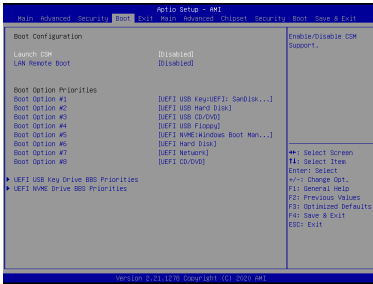 Aptio Setup - AMI
Main Advanced Security Boot Exit Main Advanced Chipset Security Boot Save & Exit
Boot Configuration
Launch CSM [Disabled]
LAN Remote Boot [Disabled]
Boot Option Priorities
Boot Option #1 [UEFI USB Key:UEFI: SanDisk...]
Boot Option #2 [UEFI USB Hard Disk]
Boot Option #3 [UEFI USB CD/DVD]
Boot Option #4 [UEFI USB Floppy]
Boot Option #5 [UEFI NVME:Windows Boot Man...]
Boot Option #6 [UEFI Hard Disk]
Boot Option #7 [UEFI Network]
Boot Option #8 [UEFI CD/DVD]
UEFI USB Key Drive BBS Priorities
UEFI NVME Drive BBS Priorities
Enable/Disable CSM
Support.
→←: Select Screen
↑↓: Select Item
Enter: Select
+/-: Change Opt.
F1: General Help
F2: Previous Values
F3: Optimized Defaults
F4: Save & Exit
ESC: Exit
Version 2.21.1278 Copyright (C) 2020 AMI